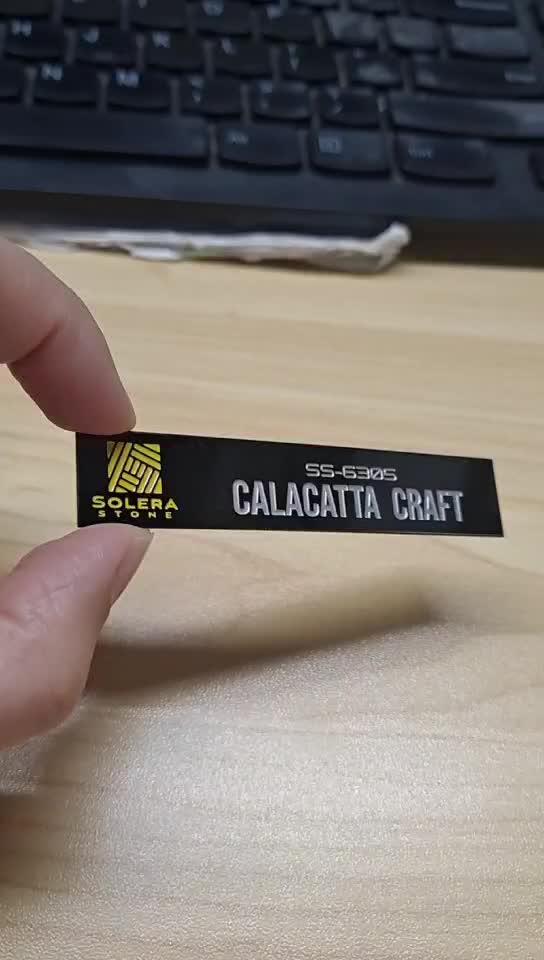 SOLERA
STONE
SS-6305
CALACATTA CRAFT
N M